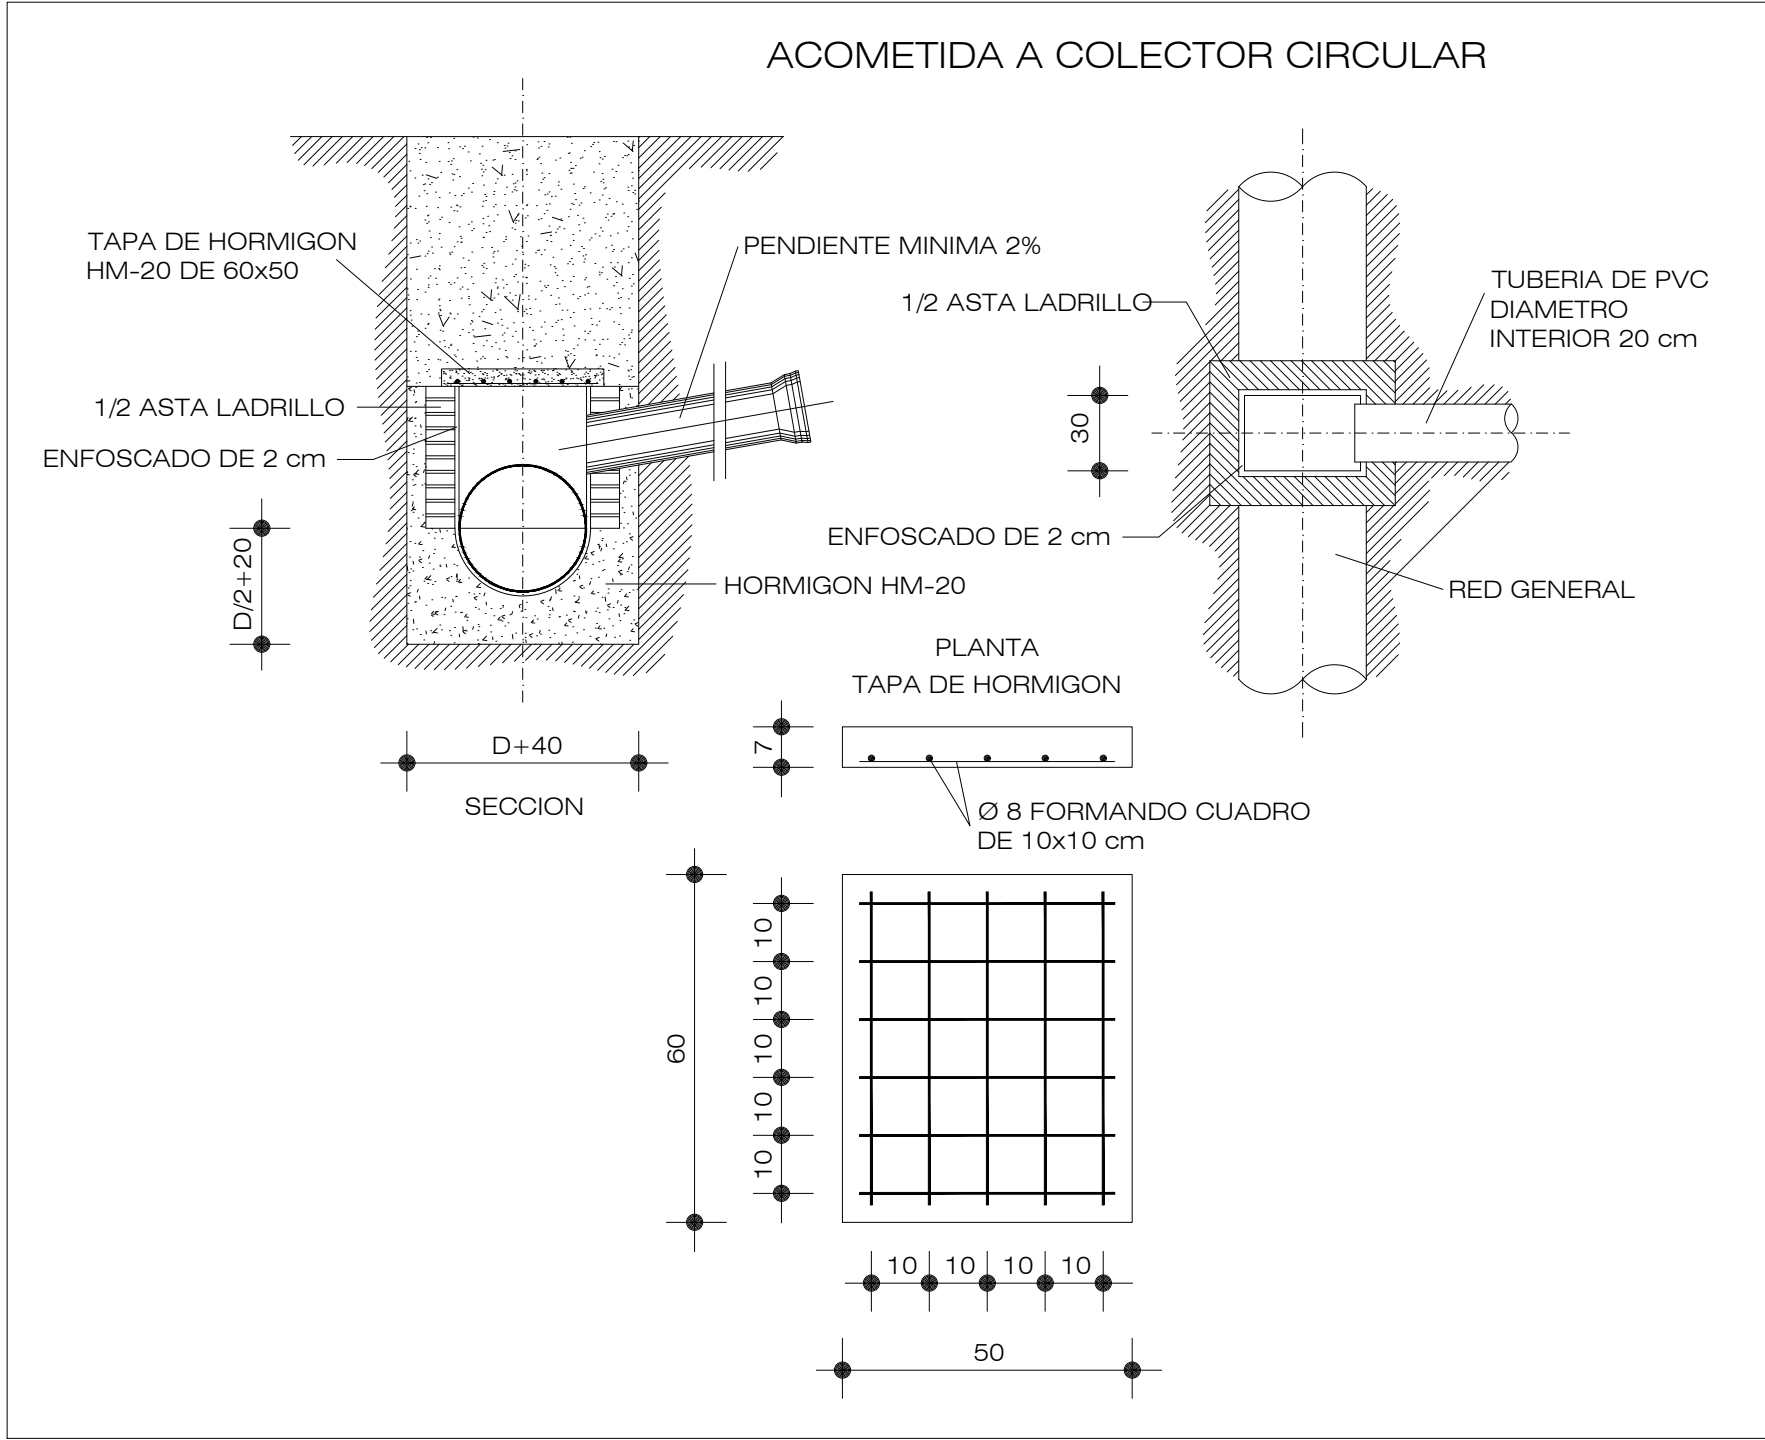 ACOMETIDA A COLECTOR CIRCULAR
TAPA DE HORMIGON
HM-20 DE 60x50
PENDIENTE MINIMA 2%
1/2 ASTA LADRILLO
ENFOSCADO DE 2 cm
D/2+20
HORMIGON HM-20
D+40
SECCION
1/2 ASTA LADRILLO
TUBERIA DE PVC
DIAMETRO
INTERIOR 20 cm
30
ENFOSCADO DE 2 cm
RED GENERAL
PLANTA
TAPA DE HORMIGON
7
Ø 8 FORMANDO CUADRO
DE 10x10 cm
60
10
10
10
10
10
10 10 10 10
50